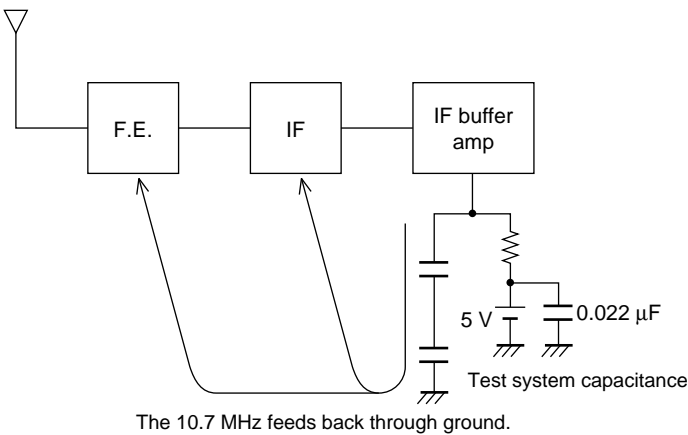 F.E.
IF
IF buffer
amp
5 V
0.022 μF
Test system capacitance
The 10.7 MHz feeds back through ground.